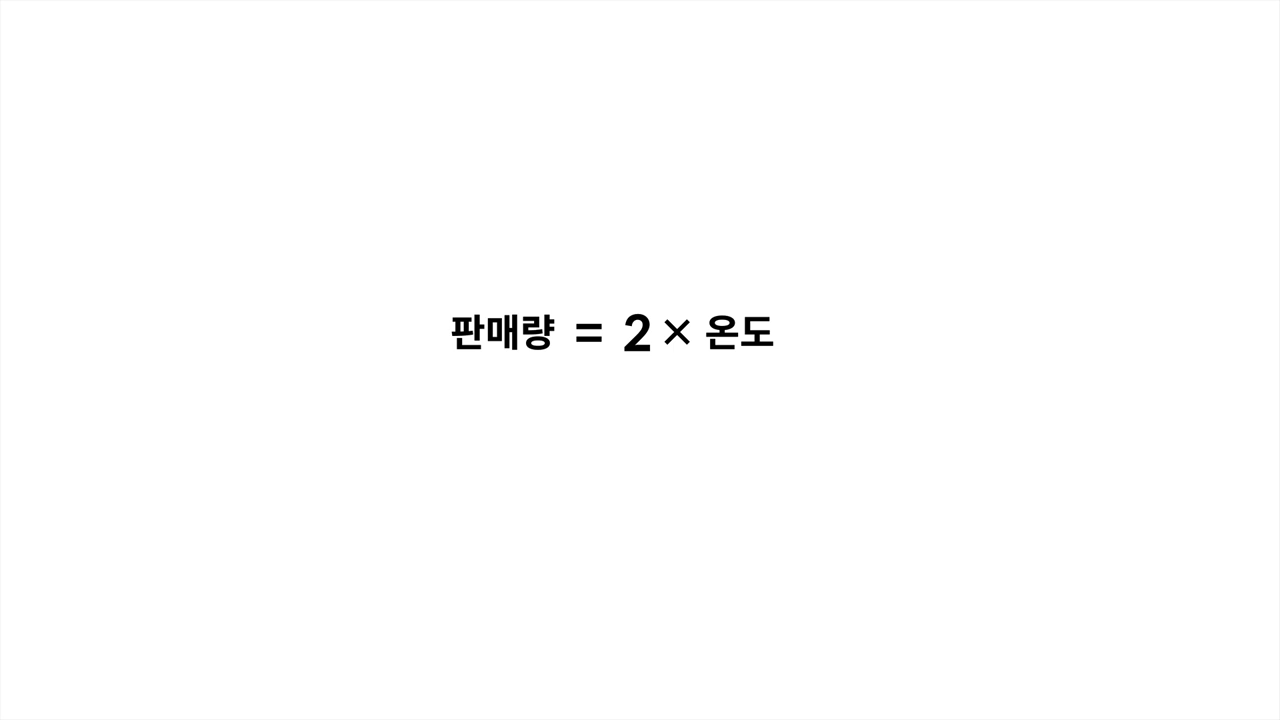 판매량 = 2 × 온도